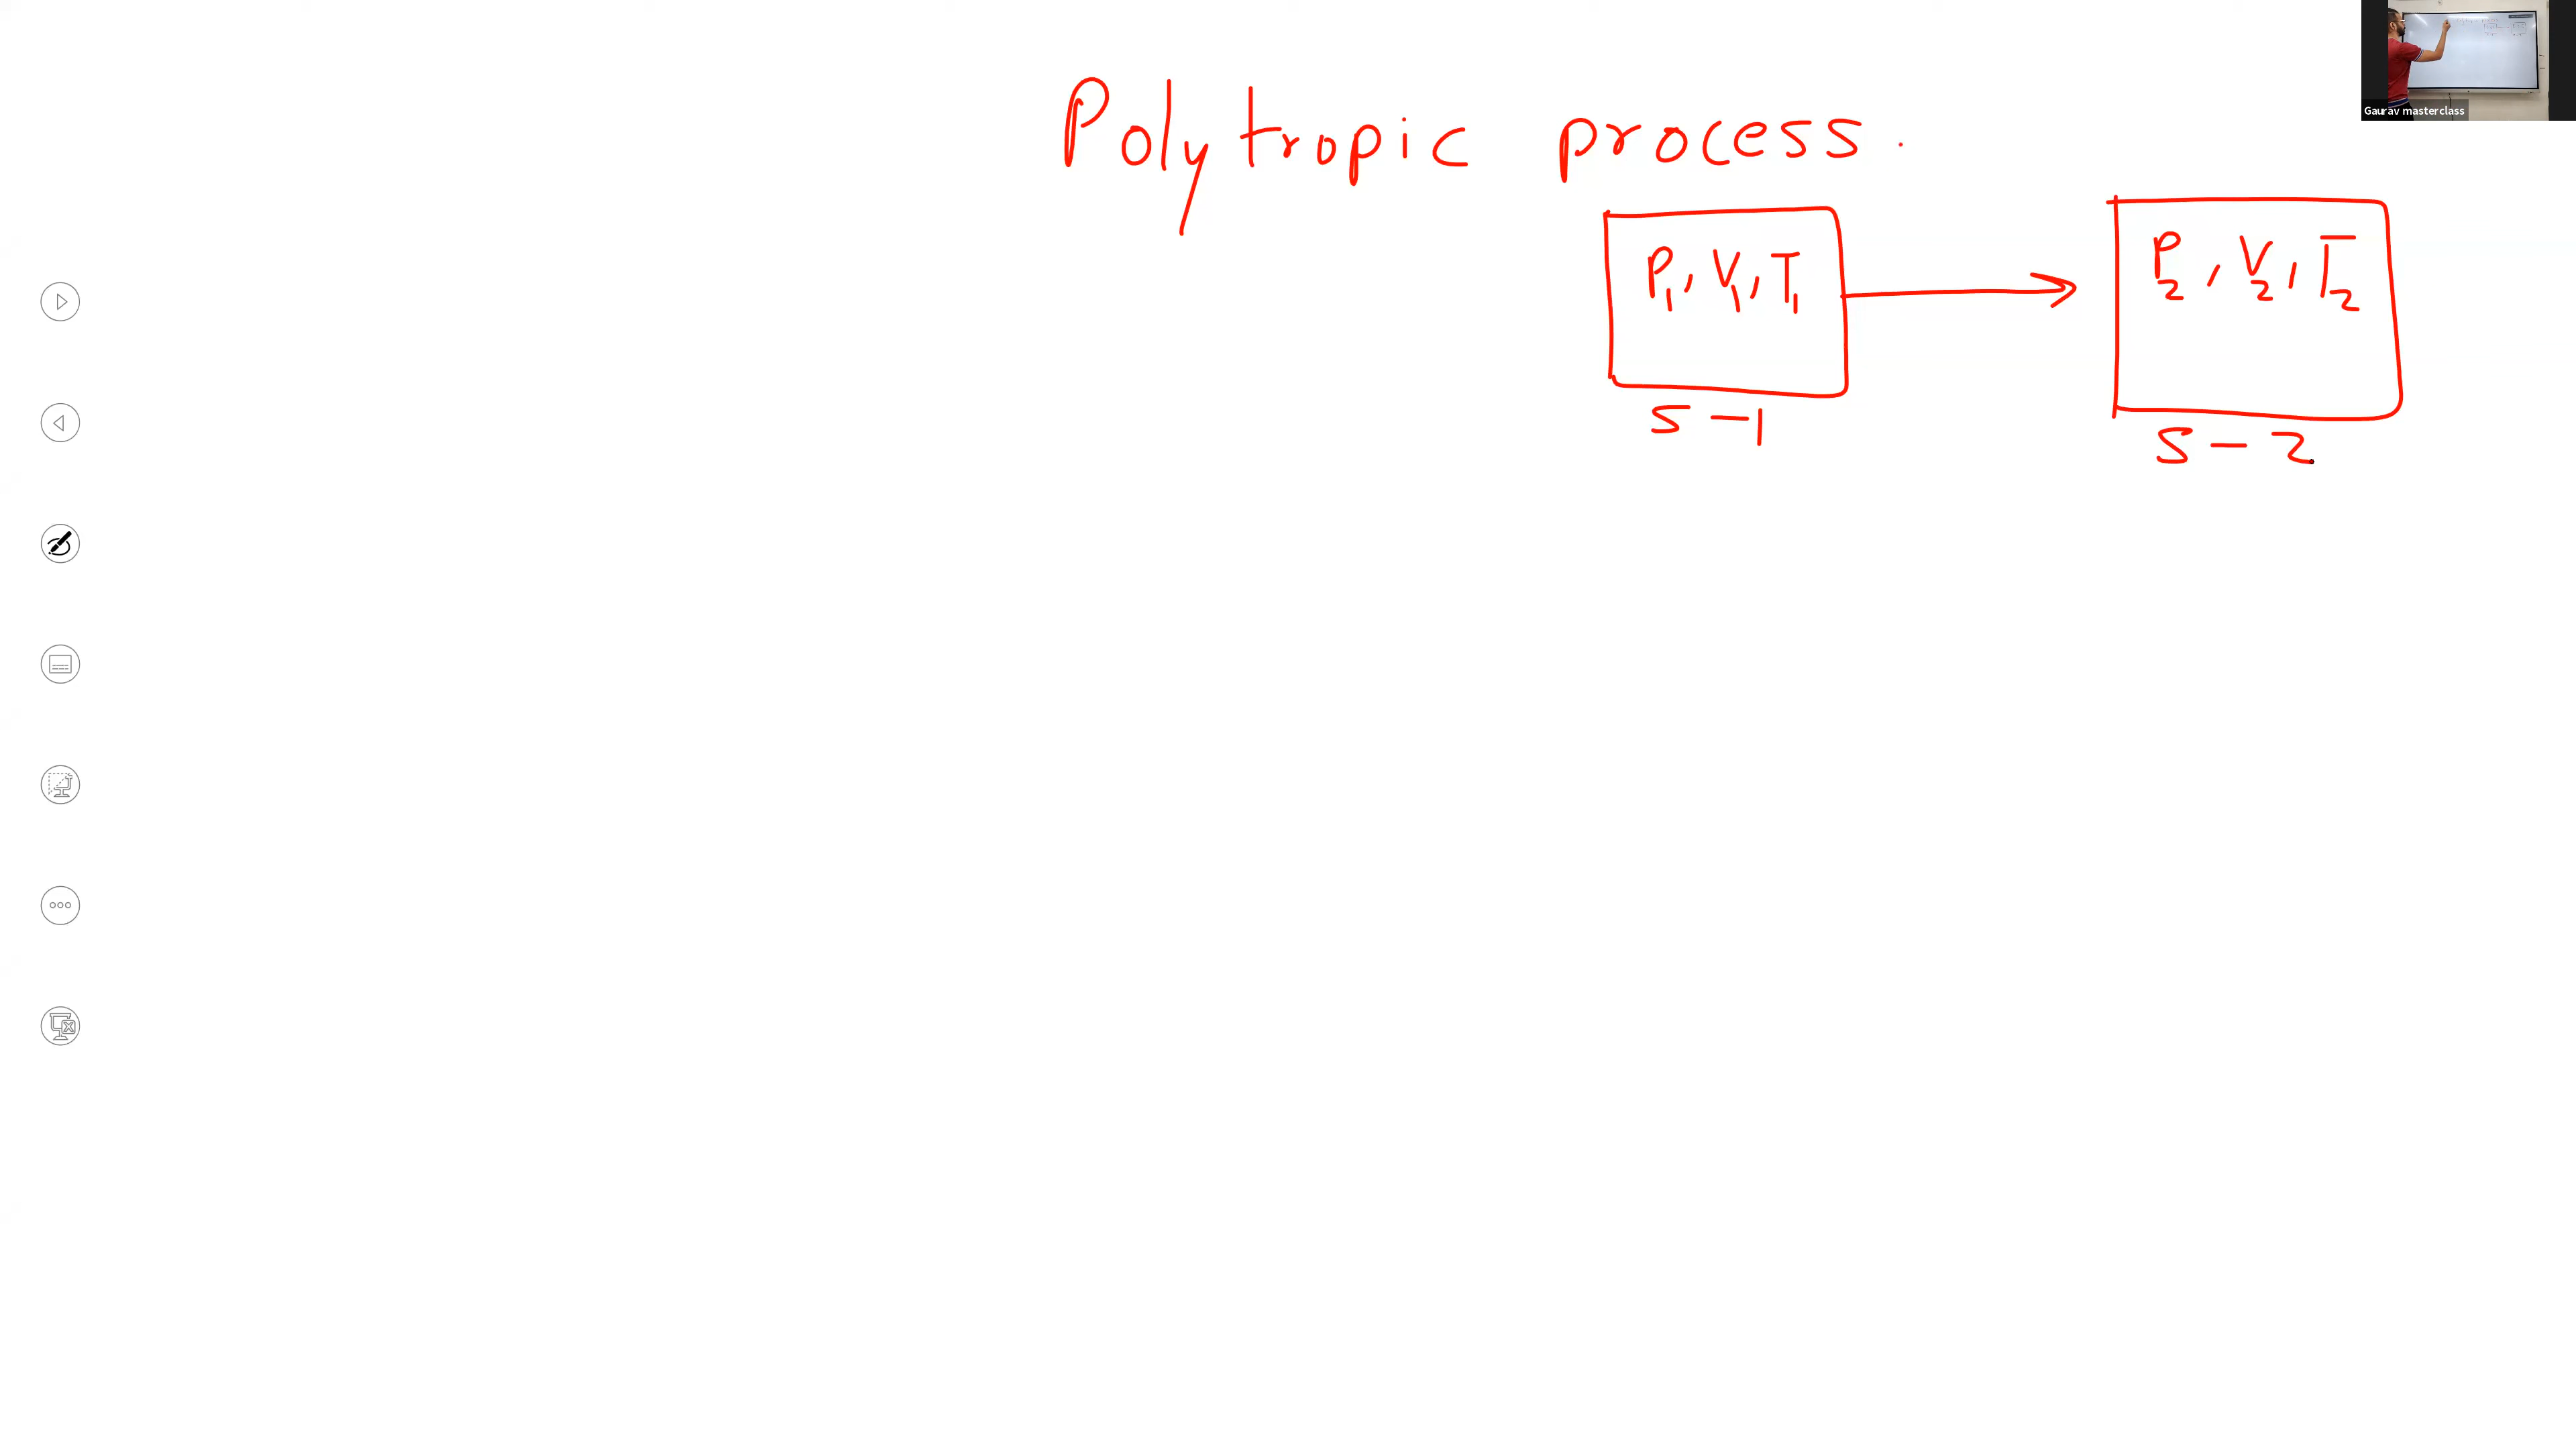 Gaurav masterclass
Polytropic process.
P1, V1, T1
P2, V2, T2
S-1
S-2